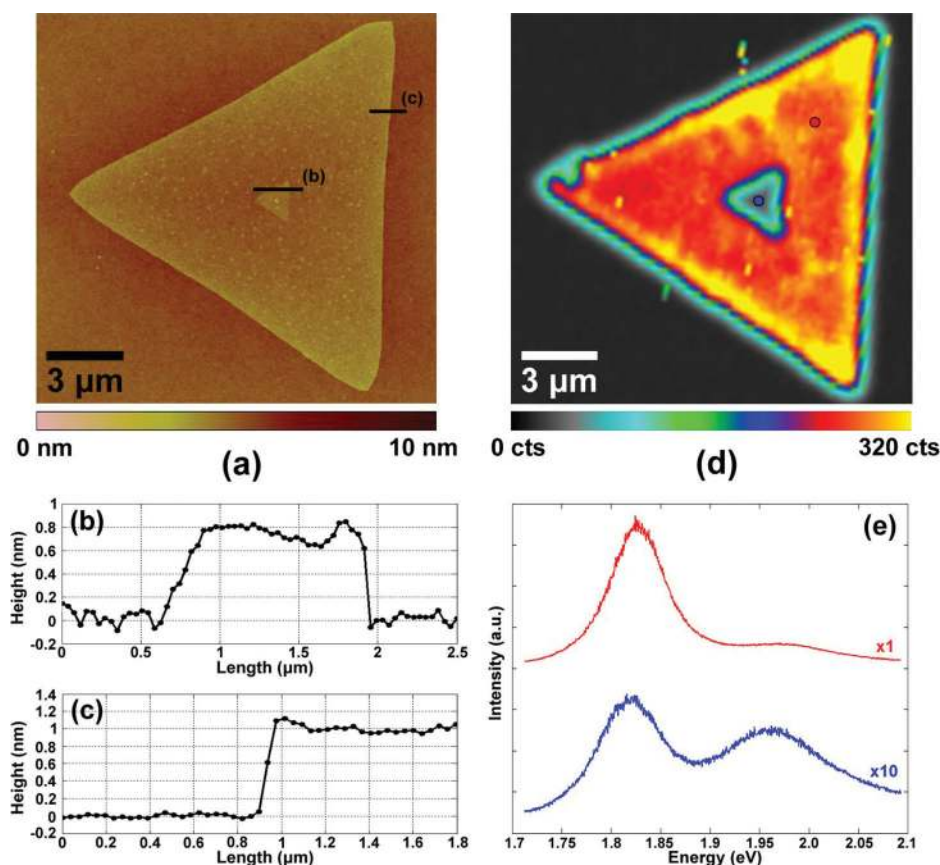 (c)
(b)
3 µm
0 nm
10 nm
(a)
3 µm
0 cts
320 cts
(d)
(b)
Height (nm)
1
0.8
0.6
0.4
0.2
0
-0.2
0 0.5 1 1.5 2 2.5
Length (µm)
(c)
Height (nm)
1.4
1.2
1
0.8
0.6
0.4
0.2
0
-0.2
0 0.2 0.4 0.6 0.8 1 1.2 1.4 1.6 1.8
Length (µm)
(e)
Intensity (a.u.)
x1
x10
1.7 1.75 1.8 1.85 1.9 1.95 2 2.05 2.1
Energy (eV)